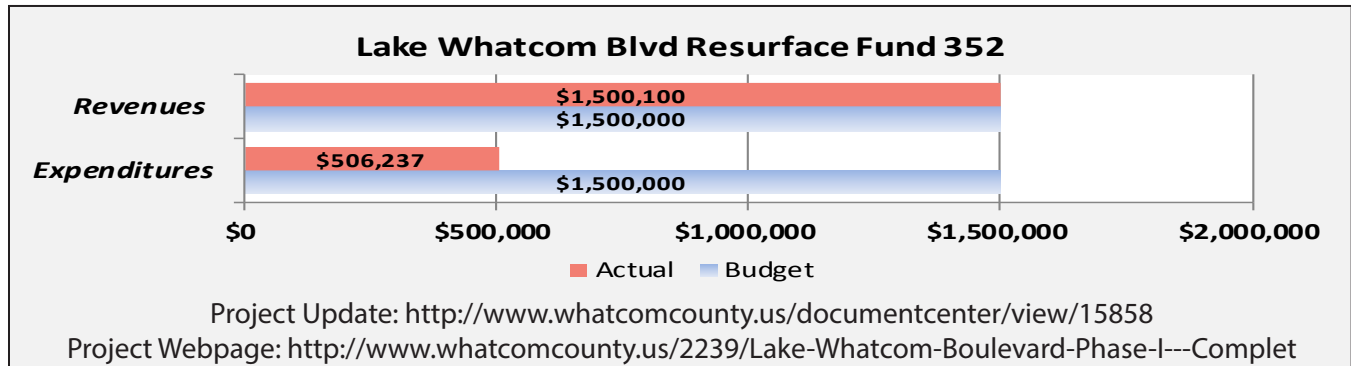 Lake Whatcom Blvd Resurface Fund 352
Revenues
$1,500,100
$1,500,000
Expenditures
$506,237
$1,500,000
$0 $500,000 $1,000,000 $1,500,000 $2,000,000
Actual Budget
Project Update: http://www.whatcomcounty.us/documentcenter/view/15858
Project Webpage: http://www.whatcomcounty.us/2239/Lake-Whatcom-Boulevard-Phase-I---Complet